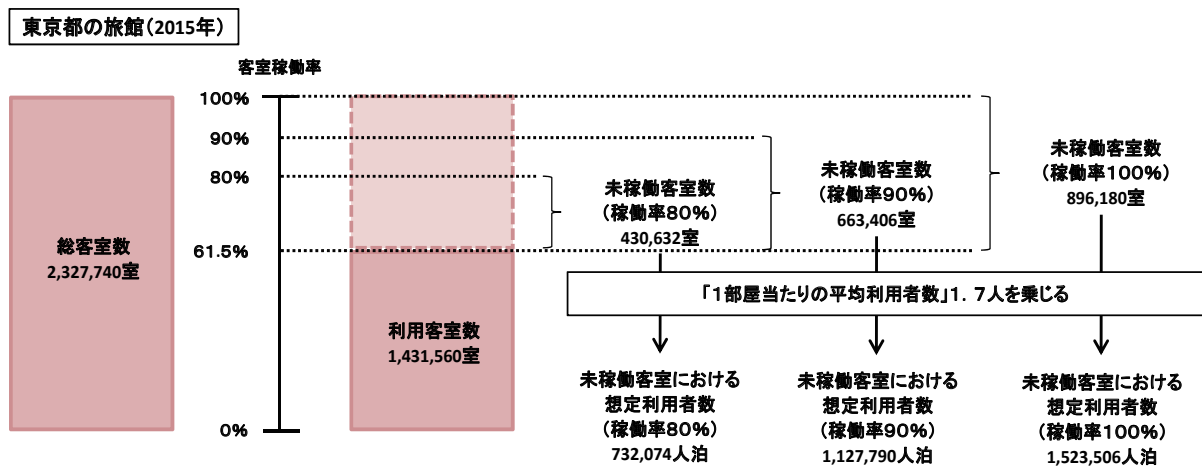 東京都の旅館(2015年)
客室稼働率
100%
90%
80%
61.5%
0%
総客室数
2,327,740室
利用客室数
1,431,560室
未稼働客室数
(稼働率80%)
430,632室
未稼働客室数
(稼働率90%)
663,406室
未稼働客室数
(稼働率100%)
896,180室
「1部屋当たりの平均利用者数」1.7人を乗じる
未稼働客室における
想定利用者数
(稼働率80%)
732,074人泊
未稼働客室における
想定利用者数
(稼働率90%)
1,127,790人泊
未稼働客室における
想定利用者数
(稼働率100%)
1,523,506人泊